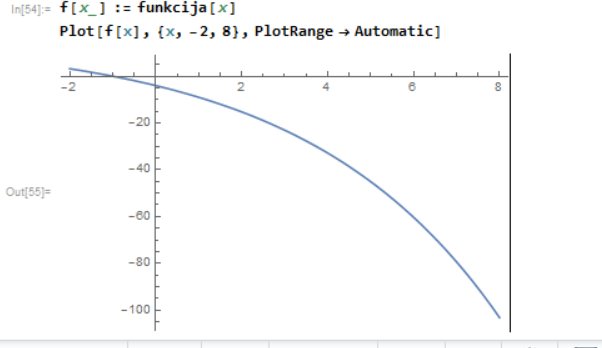 In[54]:= f[x_] := funkcija[x]
Plot[f[x], {x, -2, 8}, PlotRange → Automatic]
-2 2 4 6 8
-20
-40
Out[55]=
-60
-80
-100